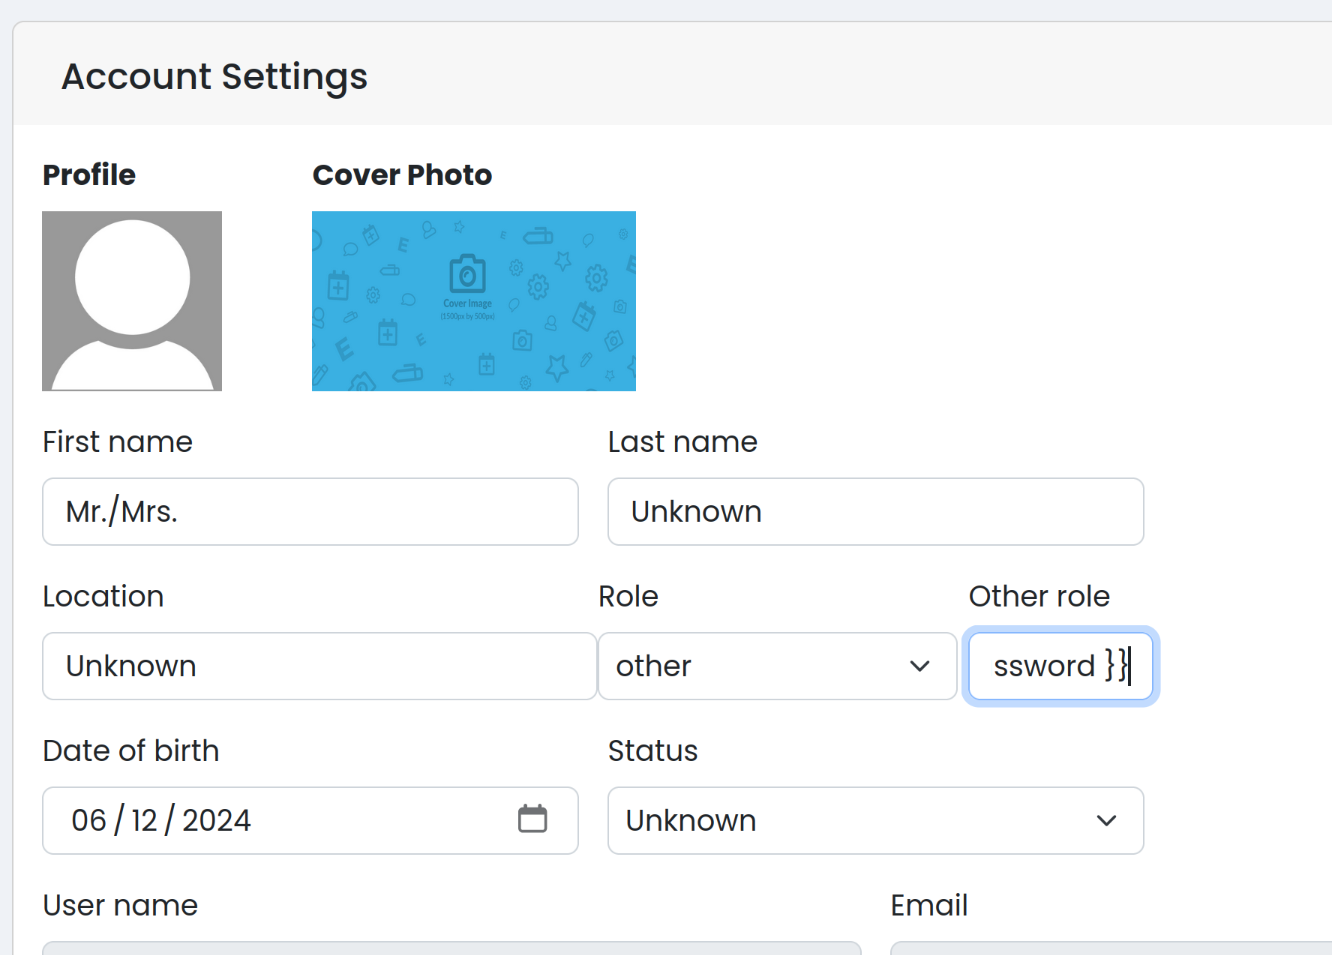 Account Settings
Profile Cover Photo
Cover Image
(1500px by 500px)
First name Last name
Mr./Mrs. Unknown
Location Role Other role
Unknown other ssword }}
Date of birth Status
06 / 12 / 2024 Unknown
User name Email